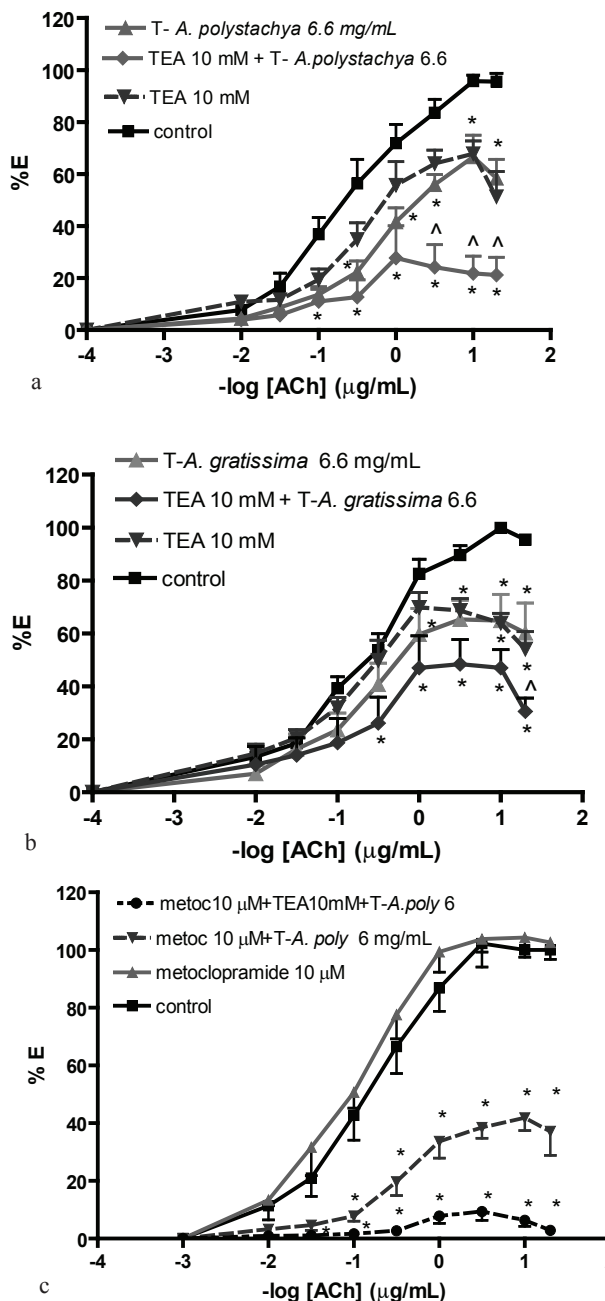 T- A. polystachya 6.6 mg/mL
TEA 10 mM + T- A.polystachya 6.6
TEA 10 mM
control
120
100
80
60
40
20
0
%E
* * * * * * * * * * * *
^ ^ ^
-4 -3 -2 -1 0 1 2
-log [ACh] (µg/mL)
a
T-A. gratissima 6.6 mg/mL
TEA 10 mM + T-A. gratissima 6.6
TEA 10 mM
control
120
100
80
60
40
20
0
%E
* * * * * * * * * * *
^
-4 -3 -2 -1 0 1 2
-log [ACh] (µg/mL)
b
metoc10 µM+TEA10mM+T-A.poly 6
metoc 10 µM+T-A. poly 6 mg/mL
metoclopramide 10 µM
control
120
100
80
60
40
20
0
% E
* * * * * * * * * * * * *
-4 -3 -2 -1 0 1
-log [ACh] (µg/mL)
c